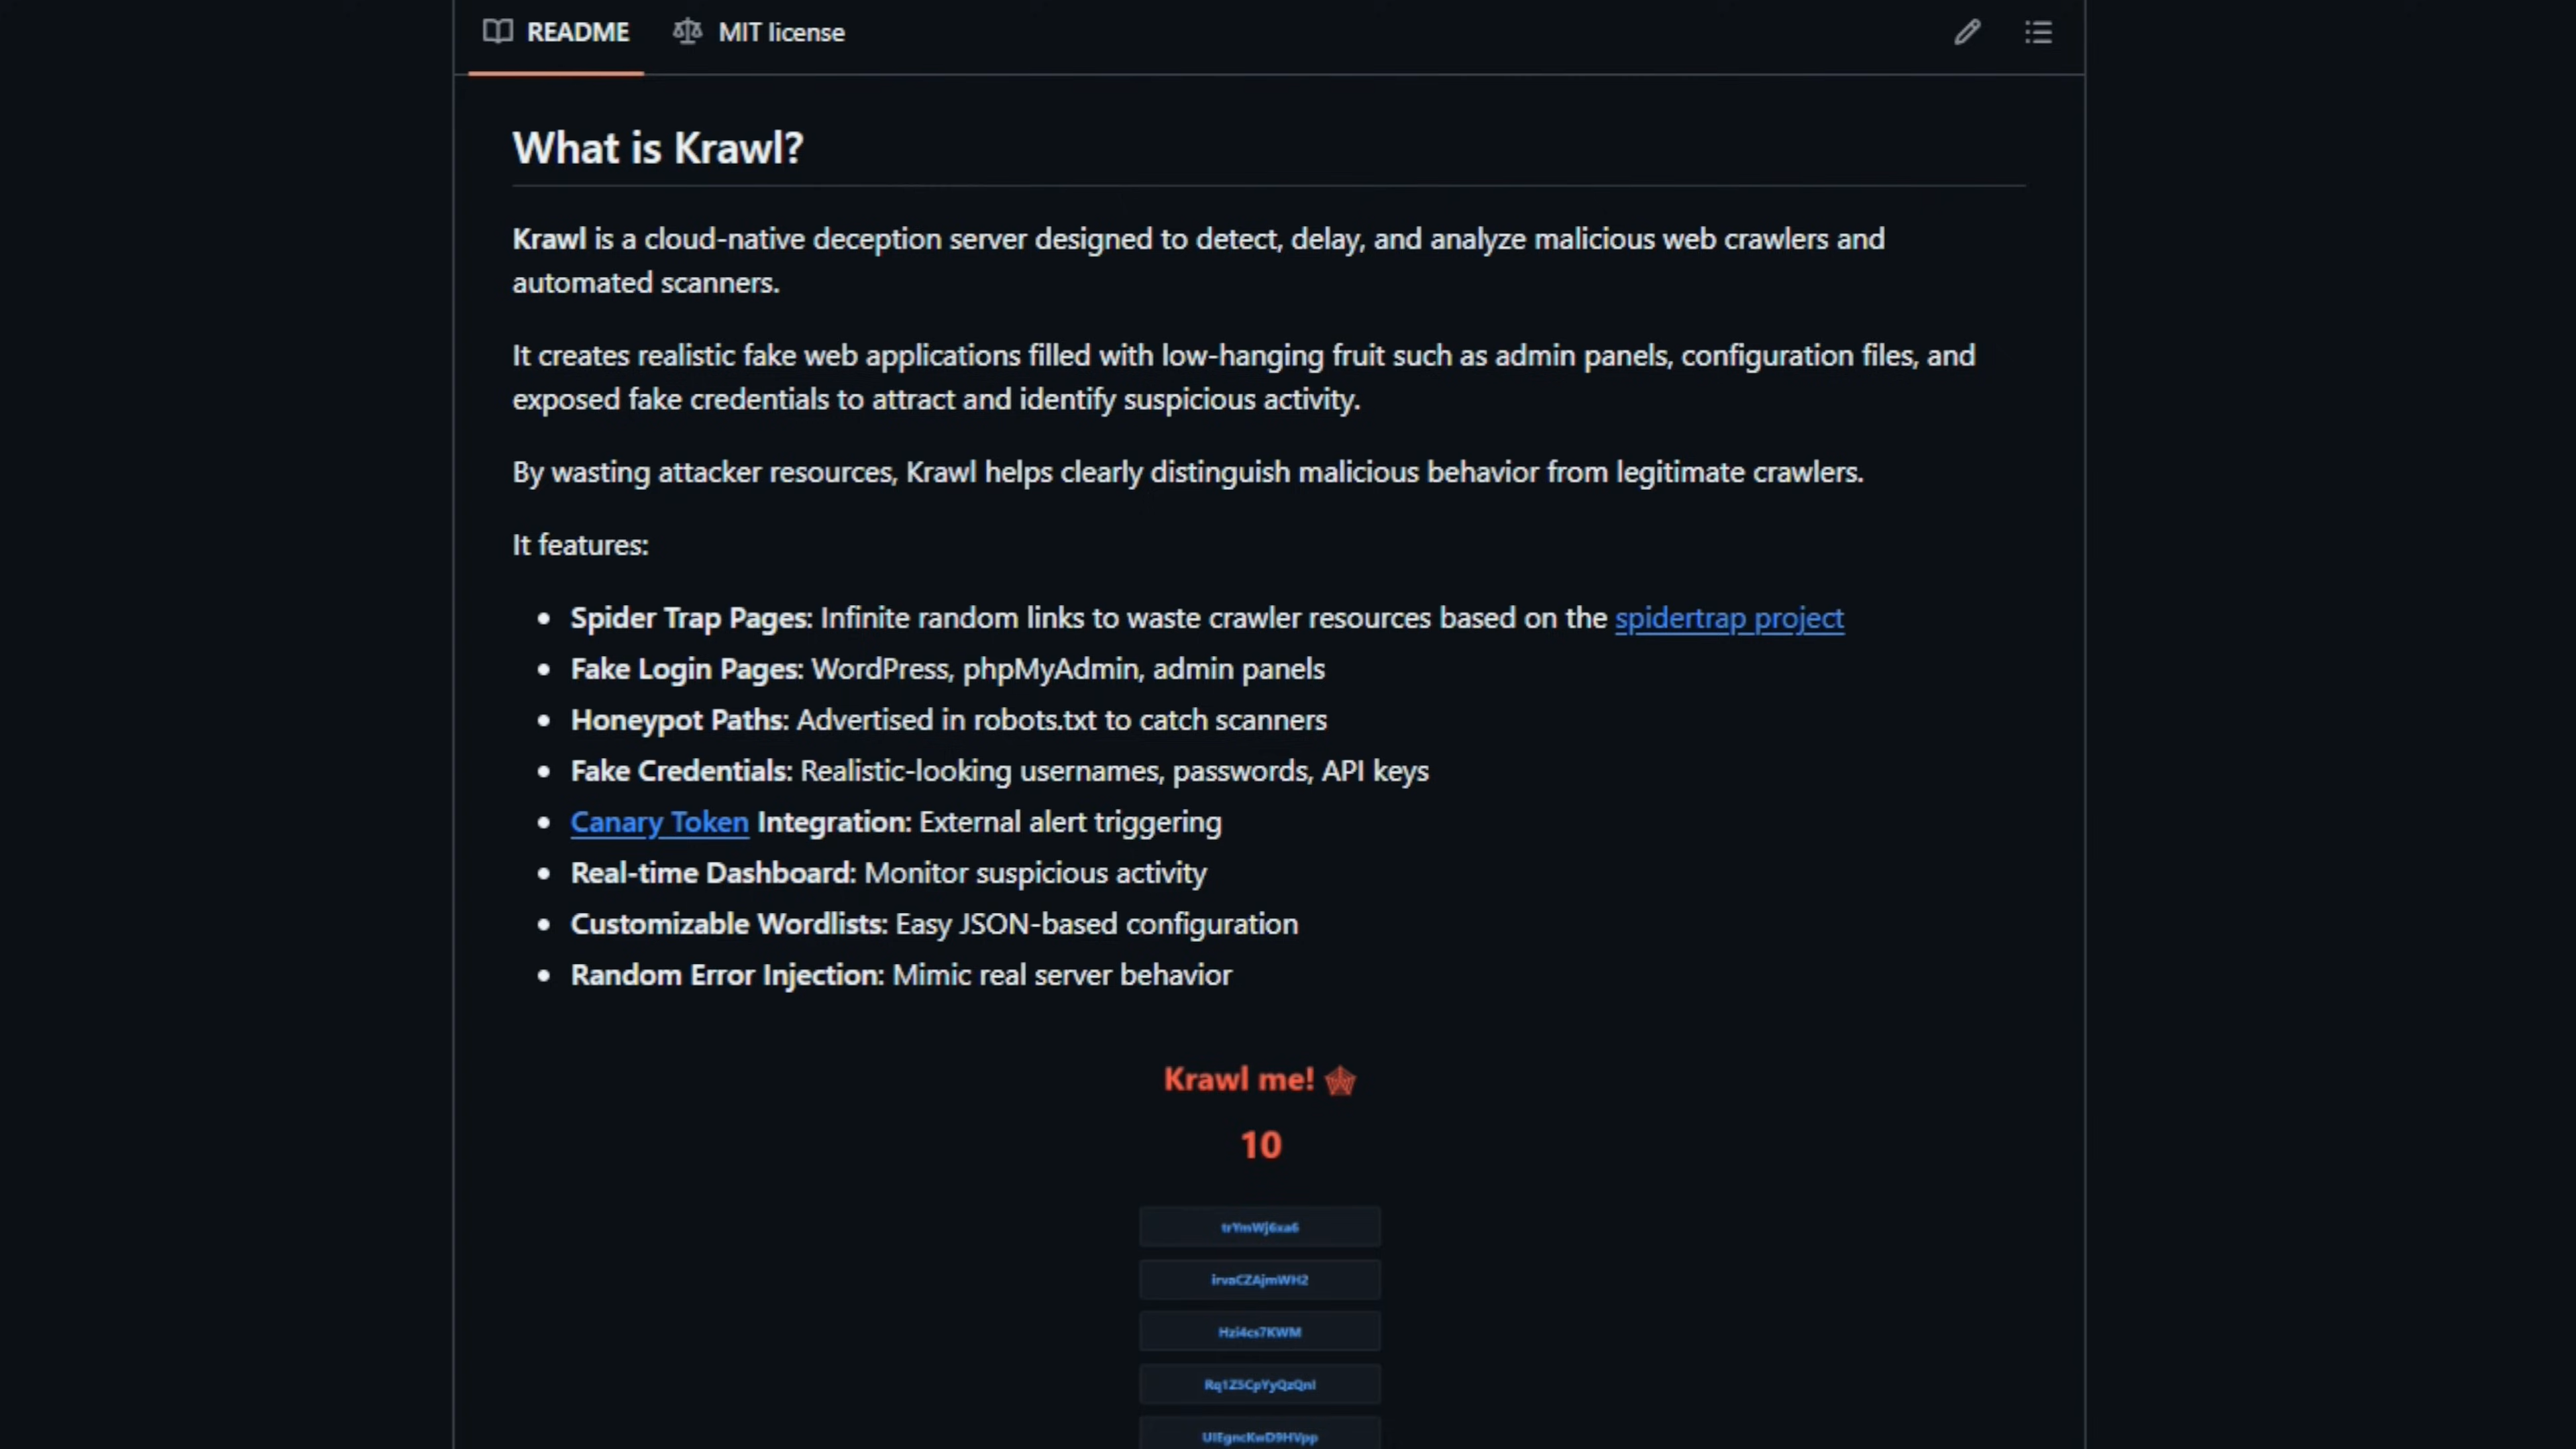 README
MIT license
What is Krawl?
Krawl is a cloud-native deception server designed to detect, delay, and analyze malicious web crawlers and
automated scanners.
It creates realistic fake web applications filled with low-hanging fruit such as admin panels, configuration files, and
exposed fake credentials to attract and identify suspicious activity.
By wasting attacker resources, Krawl helps clearly distinguish malicious behavior from legitimate crawlers.
It features:
• Spider Trap Pages: Infinite random links to waste crawler resources based on the spidertrap project
• Fake Login Pages: WordPress, phpMyAdmin, admin panels
• Honeypot Paths: Advertised in robots.txt to catch scanners
• Fake Credentials: Realistic-looking usernames, passwords, API keys
• Canary Token Integration: External alert triggering
• Real-time Dashboard: Monitor suspicious activity
• Customizable Wordlists: Easy JSON-based configuration
• Random Error Injection: Mimic real server behavior
Krawl me!
10
trYmWj6xa6
irvaCZAjmWH2
Hzi4cs7KWM